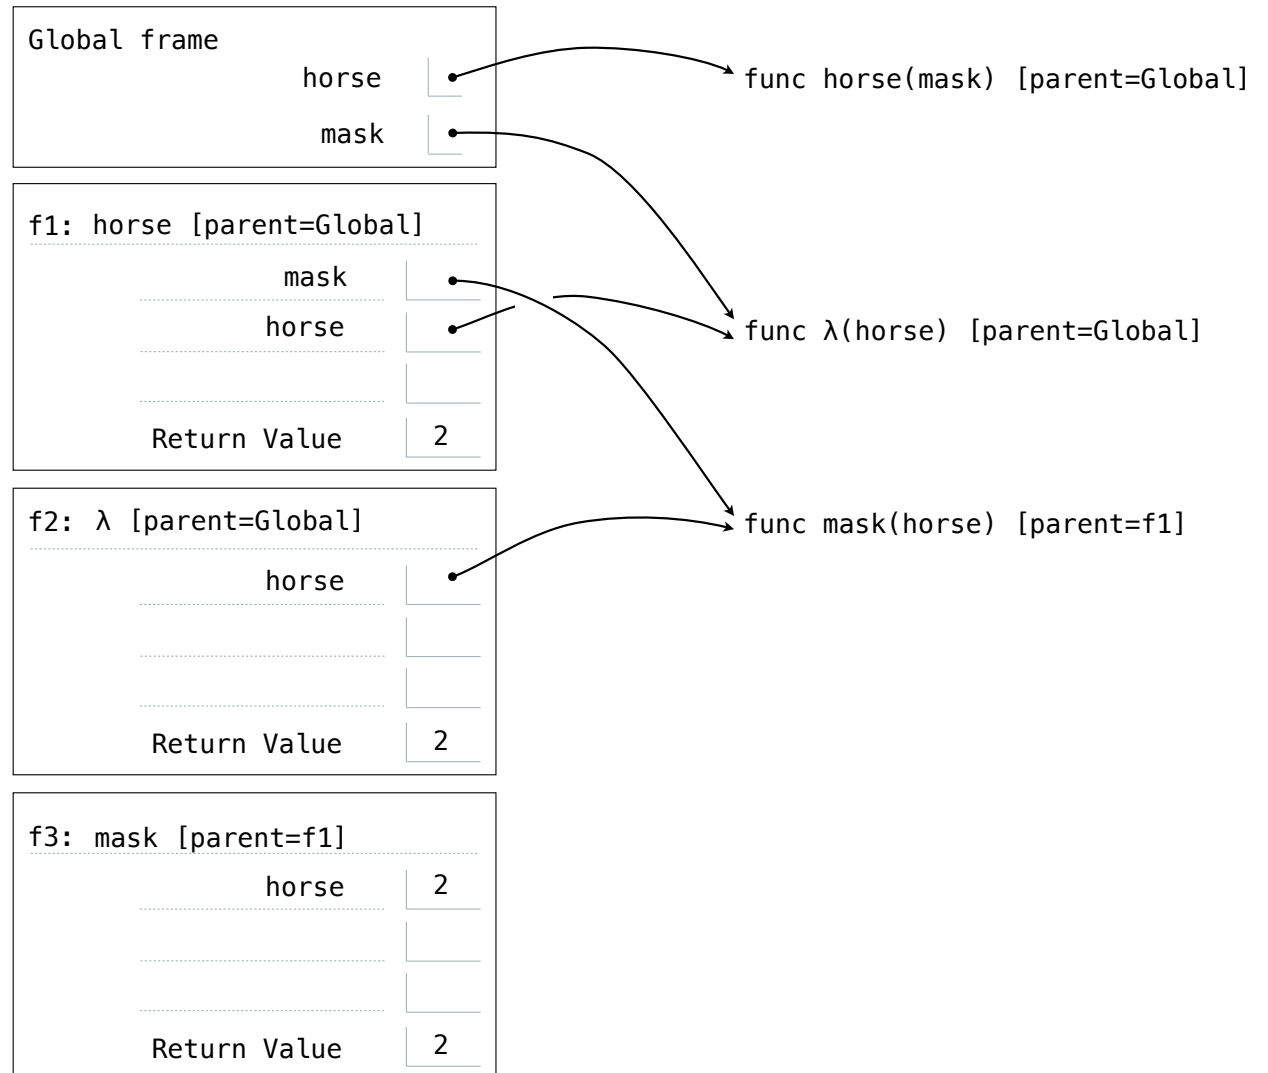 Global frame
horse
func horse(mask) [parent=Global]
mask
f1: horse [parent=Global]
mask
horse
func λ(horse) [parent=Global]
Return Value 2
f2: λ [parent=Global]
func mask(horse) [parent=f1]
horse
Return Value 2
f3: mask [parent=f1]
horse 2
Return Value 2